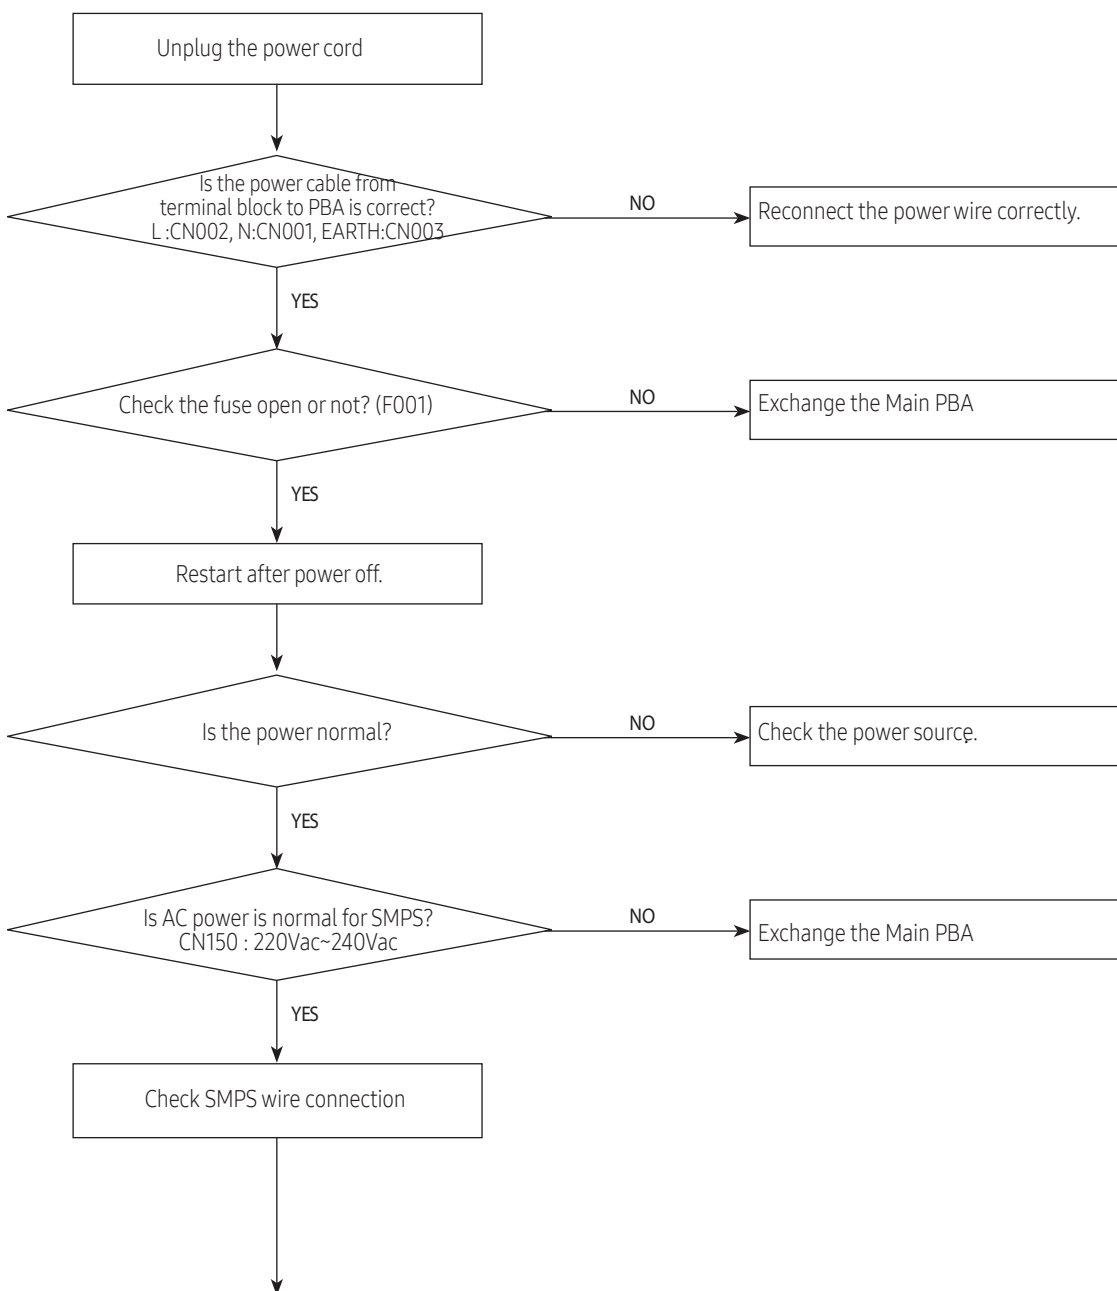 Unplug the power cord
Is the power cable from
terminal block to PBA is correct?
L :CN002, N:CN001, EARTH:CN003
NO
Reconnect the power wire correctly.
YES
Check the fuse open or not? (F001)
NO
Exchange the Main PBA
YES
Restart after power off.
Is the power normal?
NO
Check the power source.
YES
Is AC power is normal for SMPS?
CN150 : 220Vac~240Vac
NO
Exchange the Main PBA
YES
Check SMPS wire connection